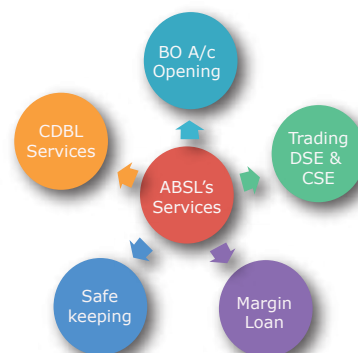 BO A/c
Opening
CDBL
Services
Trading
DSE &
CSE
ABSL's
Services
Safe
keeping
Margin
Loan